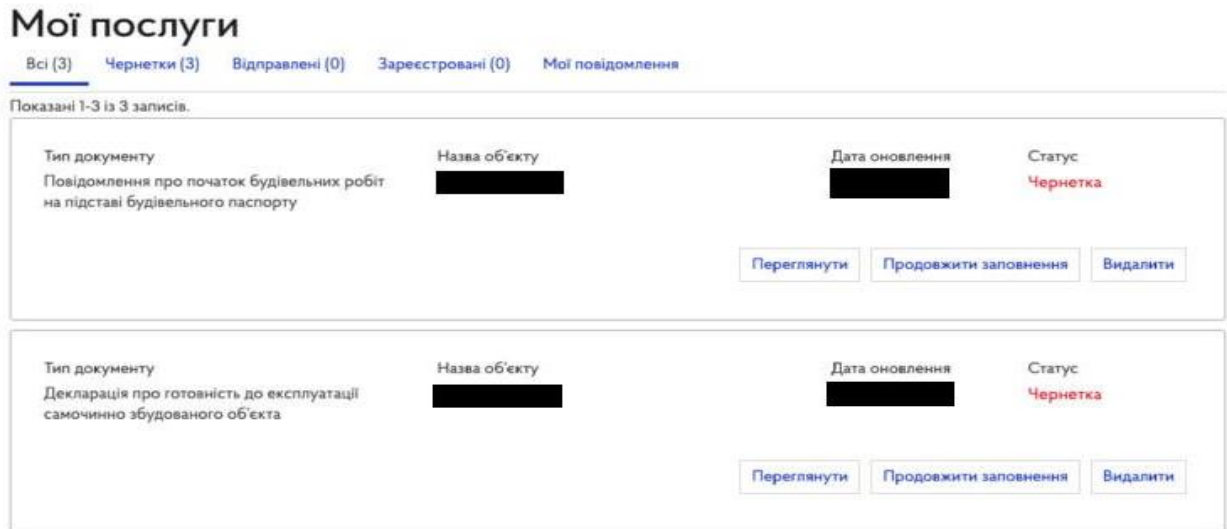 Мої послуги
Всі (3) Чернетки (3) Відправлені (0) Зареєстровані (0) Мої повідомлення
Показані 1-3 із 3 записів.
Тип документу Назва об'єкту Дата оновлення Статус
Повідомлення про початок будівельних робіт Чернетка
на підставі будівельного паспорту
Переглянути Продовжити заповнення Видалити
Тип документу Назва об'єкту Дата оновлення Статус
Декларація про готовність до експлуатації Чернетка
самочинно збудованого об'єкта
Переглянути Продовжити заповнення Видалити